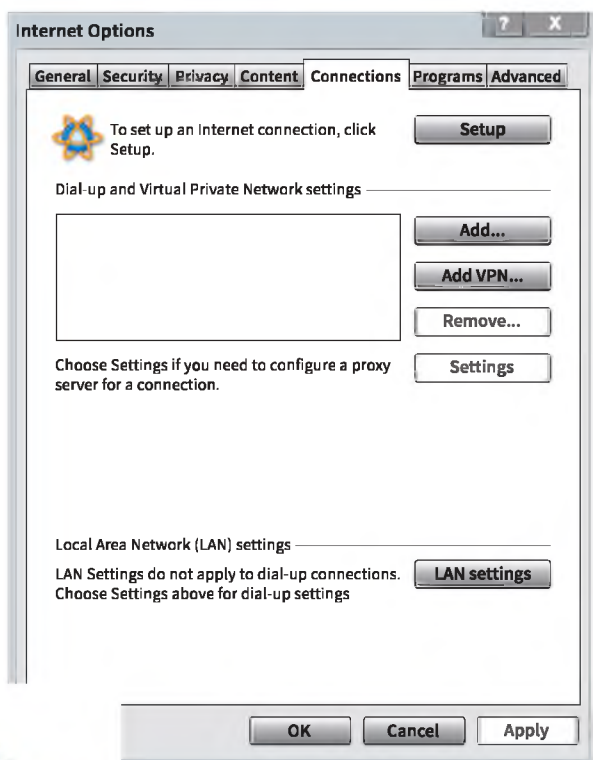 Internet Options
? X
General Security Privacy Content Connections Programs Advanced
To set up an Internet connection, click
Setup.
Setup
Dial-up and Virtual Private Network settings
Add...
Add VPN...
Remove...
Choose Settings if you need to configure a proxy
server for a connection.
Settings
Local Area Network (LAN) settings
LAN Settings do not apply to dial-up connections.
Choose Settings above for dial-up settings
LAN settings
OK Cancel Apply